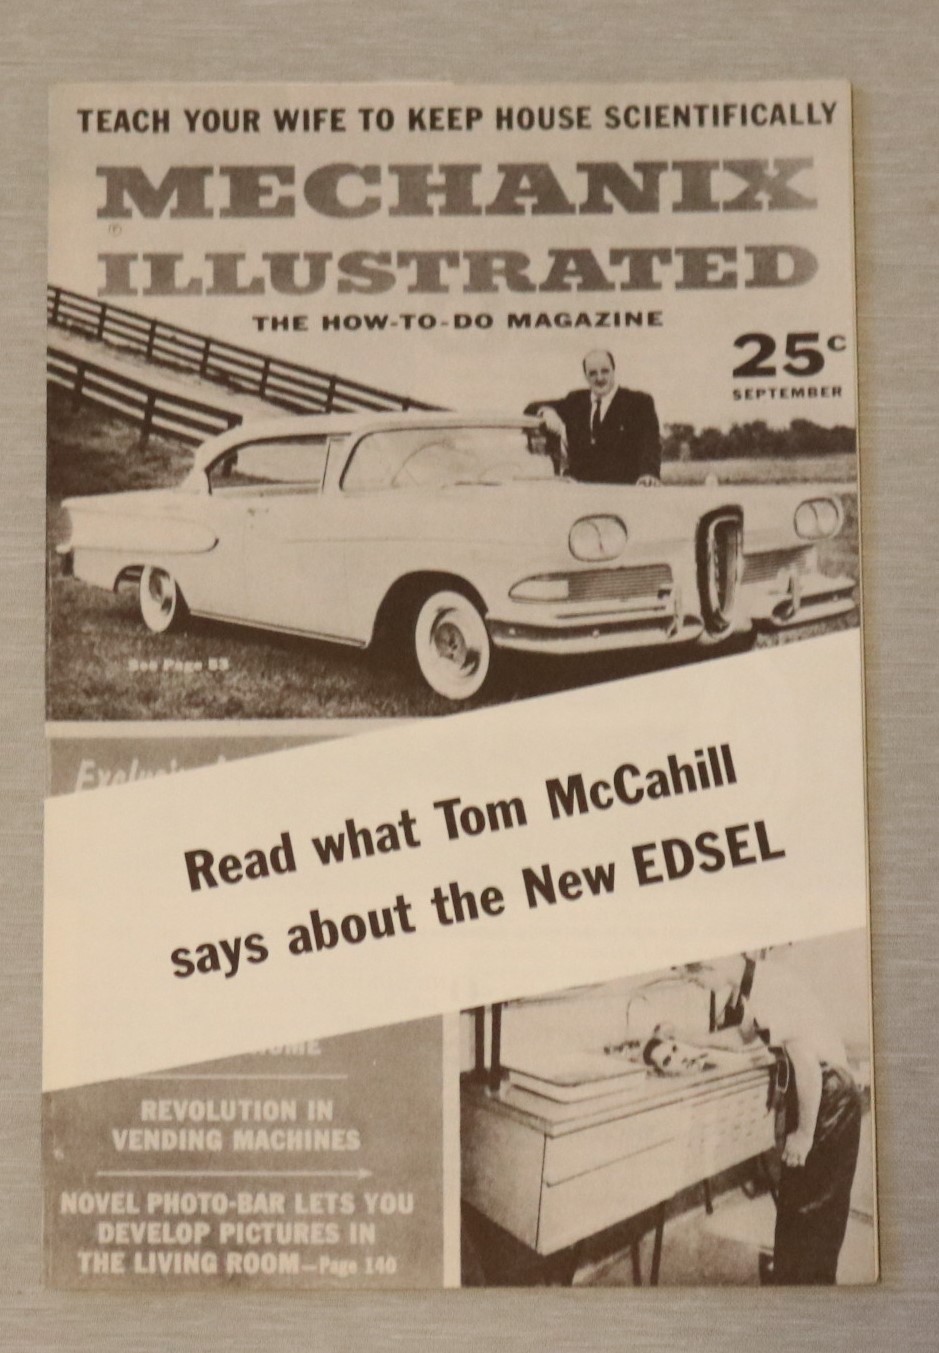 TEACH YOUR WIFE TO KEEP HOUSE SCIENTIFICALLY
MECHANIX
ILLUSTRATED
THE HOW-TO-DO MAGAZINE
25c
SEPTEMBER
See Page 83
Read what Tom McCahill
says about the New EDSEL
REVOLUTION IN
VENDING MACHINES
NOVEL PHOTO-BAR LETS YOU
DEVELOP PICTURES IN
THE LIVING ROOM—Page 140